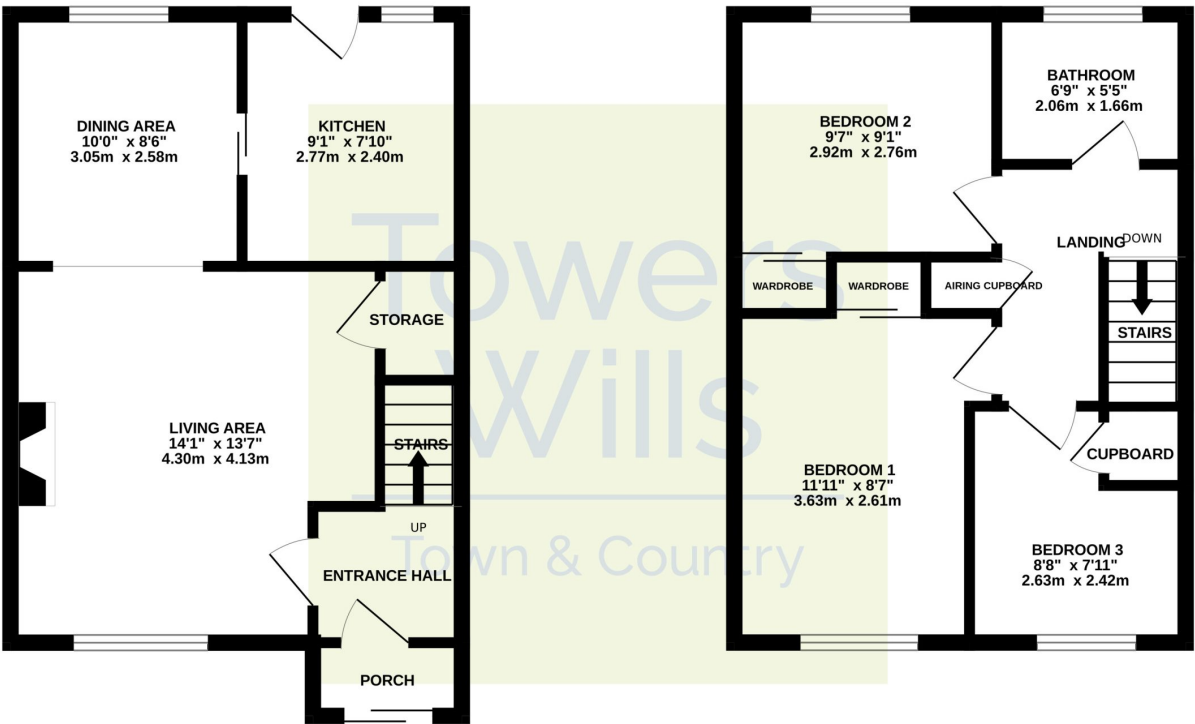 DINING AREA
10'0" x 8'6"
3.05m x 2.58m
KITCHEN
9'1" x 7'10"
2.77m x 2.40m
STORAGE
LIVING AREA
14'1" x 13'7"
4.30m x 4.13m
STAIRS
UP
ENTRANCE HALL
PORCH
BEDROOM 2
9'7" x 9'1"
2.92m x 2.76m
BATHROOM
6'9" x 5'5"
2.06m x 1.66m
LANDING
DOWN
WARDROBE
WARDROBE
AIRING CUPBOARD
STAIRS
BEDROOM 1
11'11" x 8'7"
3.63m x 2.61m
CUPBOARD
BEDROOM 3
8'8" x 7'11"
2.63m x 2.42m
Towers
Wills
Town & Country